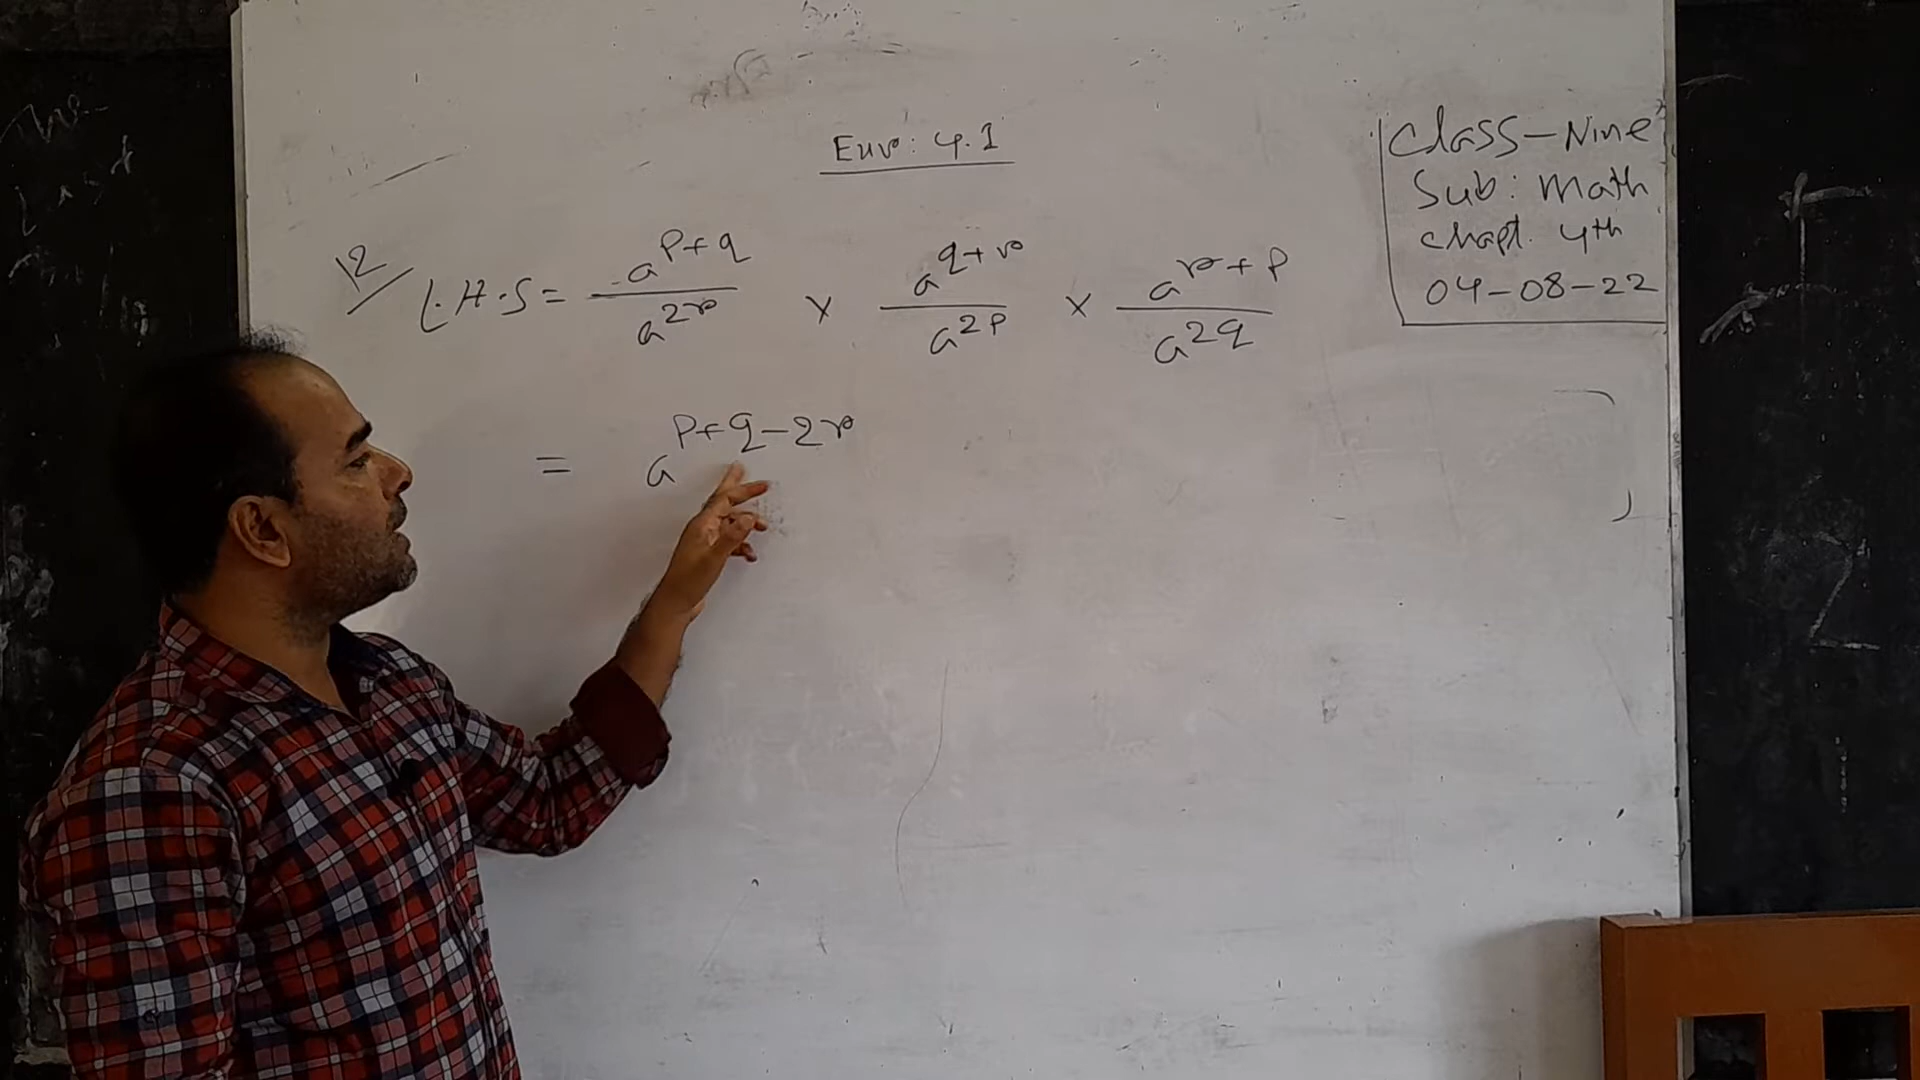 Exr: 4.1
Class-Nine
Sub: Math
Chapt. 4th
04-08-22
12
L.H.S = a^{p+q} / a^{2r} × a^{q+r} / a^{2p} × a^{r+p} / a^{2q}
= a^{p+q-2r}